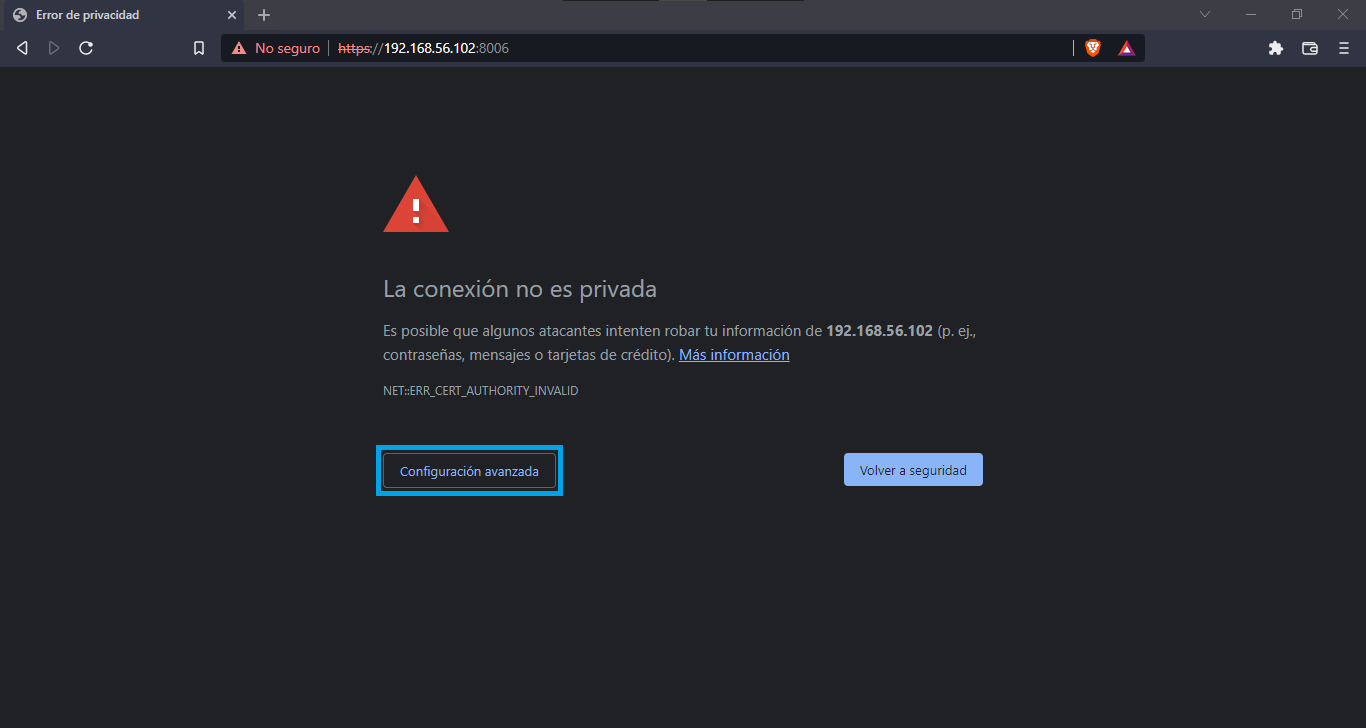 Error de privacidad
No seguro https://192.168.56.102:8006
La conexión no es privada
Es posible que algunos atacantes intenten robar tu información de 192.168.56.102 (p. ej.,
contraseñas, mensajes o tarjetas de crédito). Más información
NET::ERR_CERT_AUTHORITY_INVALID
Configuración avanzada
Volver a seguridad